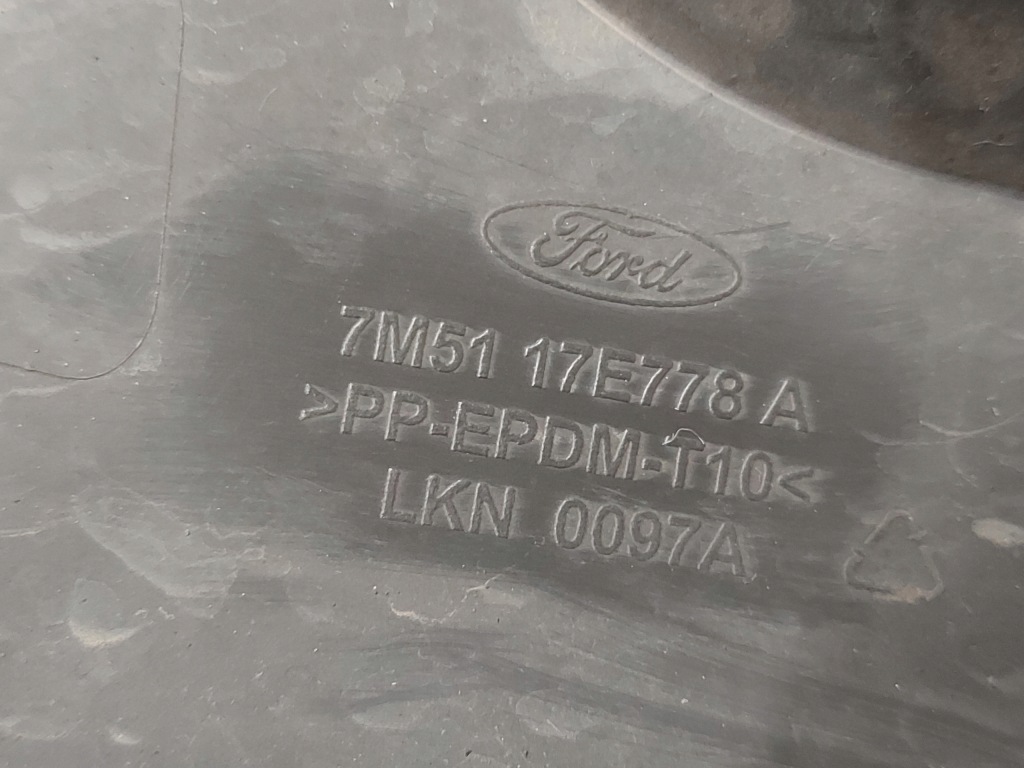 Ford
7M51 17E778 A
>PP-EPDM-T10<
LKN 0097A